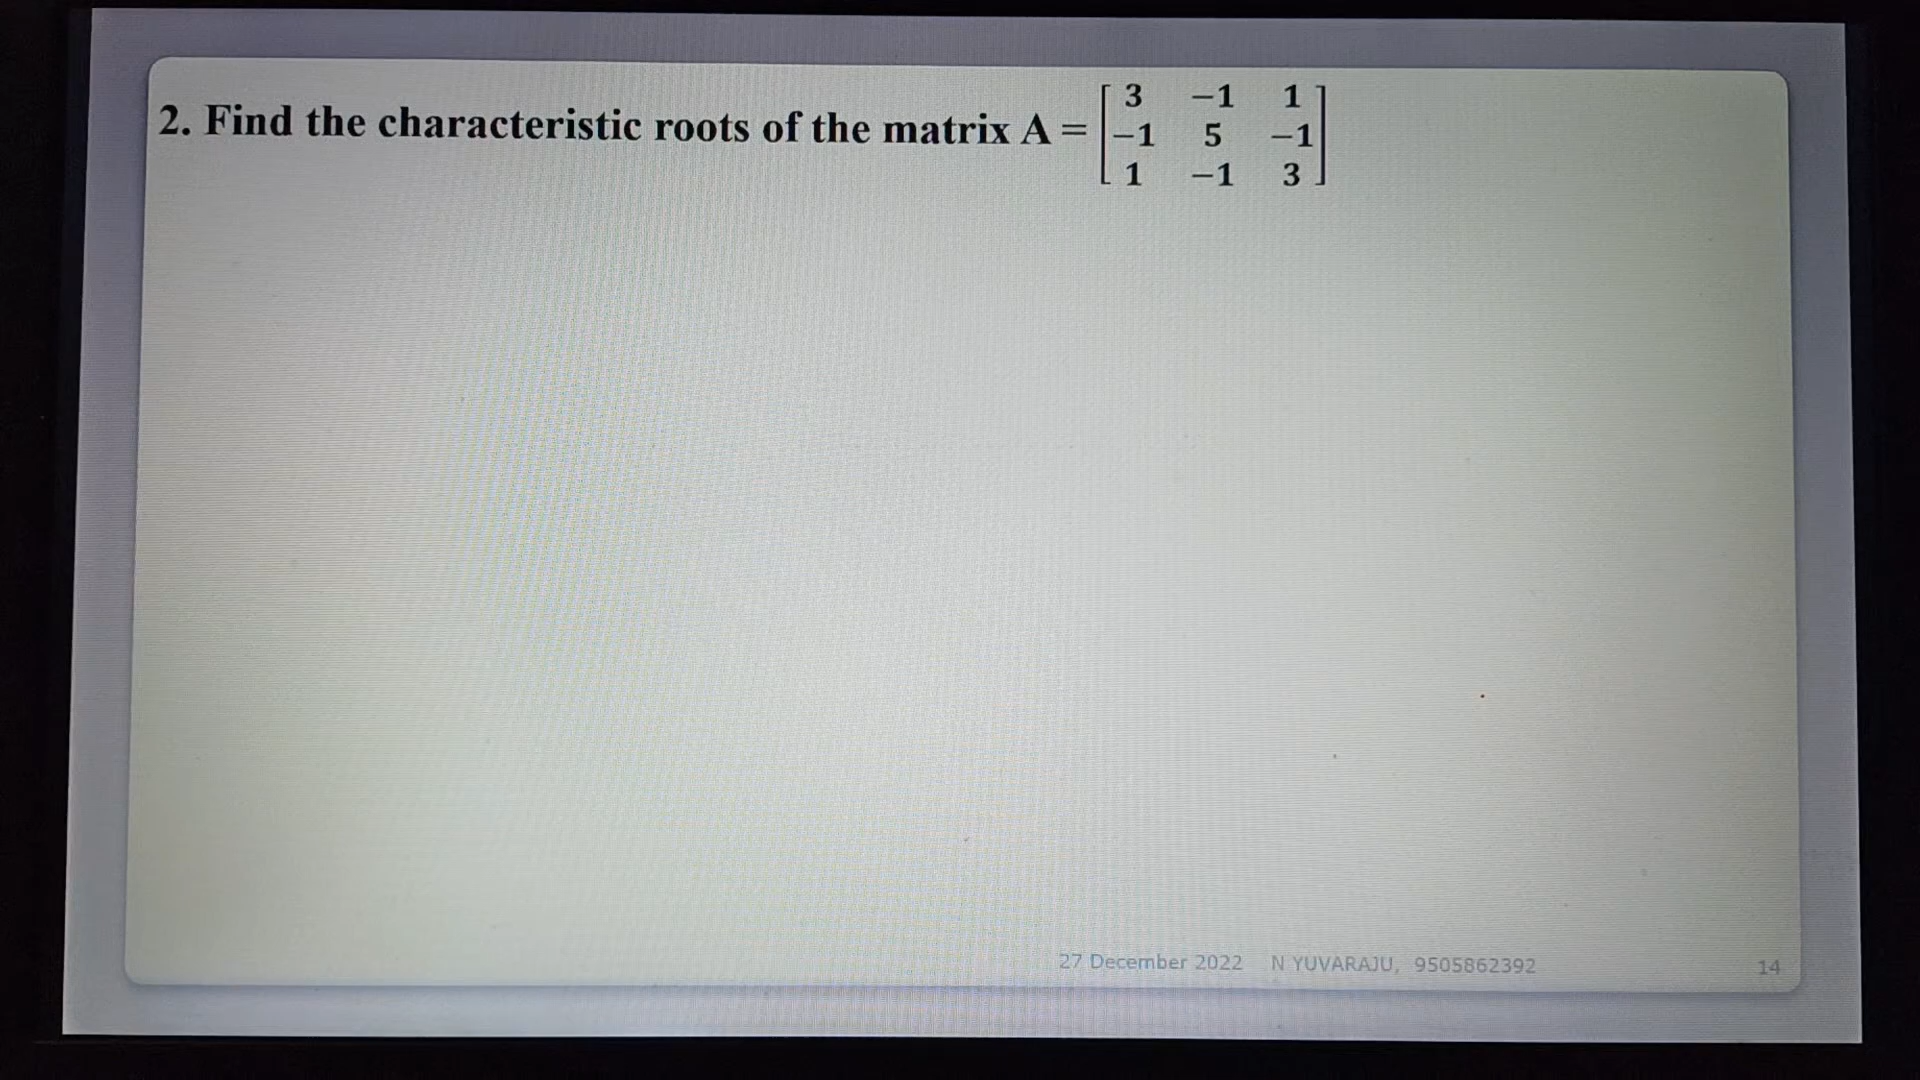 2. Find the characteristic roots of the matrix A = [3 −1 1
−1 5 −1
1 −1 3]
27 December 2022 N YUVARAJU, 9505862392 14